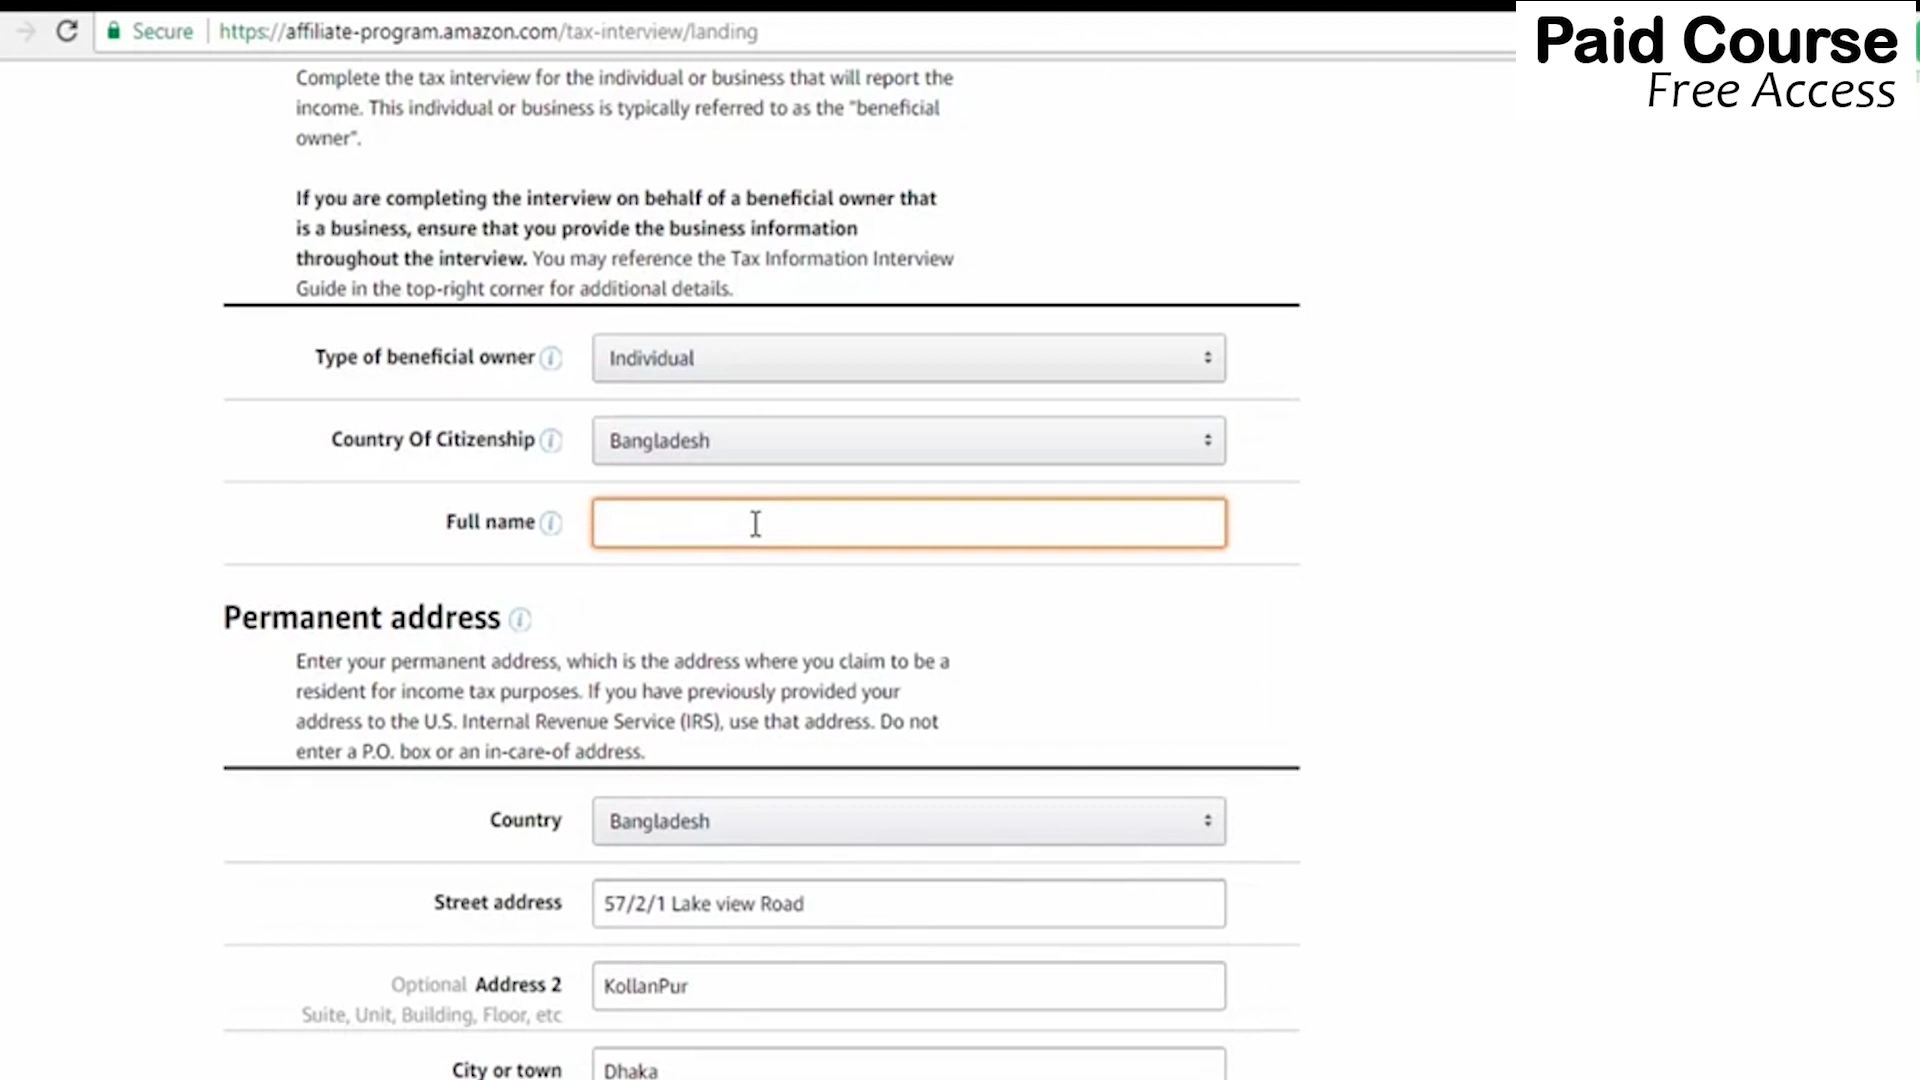 Secure https://affiliate-program.amazon.com/tax-interview/landing
Paid Course
Free Access
Complete the tax interview for the individual or business that will report the
income. This individual or business is typically referred to as the "beneficial
owner".
If you are completing the interview on behalf of a beneficial owner that
is a business, ensure that you provide the business information
throughout the interview. You may reference the Tax Information Interview
Guide in the top-right corner for additional details.
Type of beneficial owner i Individual
Country Of Citizenship i Bangladesh
Full name i
Permanent address i
Enter your permanent address, which is the address where you claim to be a
resident for income tax purposes. If you have previously provided your
address to the U.S. Internal Revenue Service (IRS), use that address. Do not
enter a P.O. box or an in-care-of address.
Country Bangladesh
Street address 57/2/1 Lake view Road
Optional Address 2 KollanPur
Suite, Unit, Building, Floor, etc
City or town Dhaka